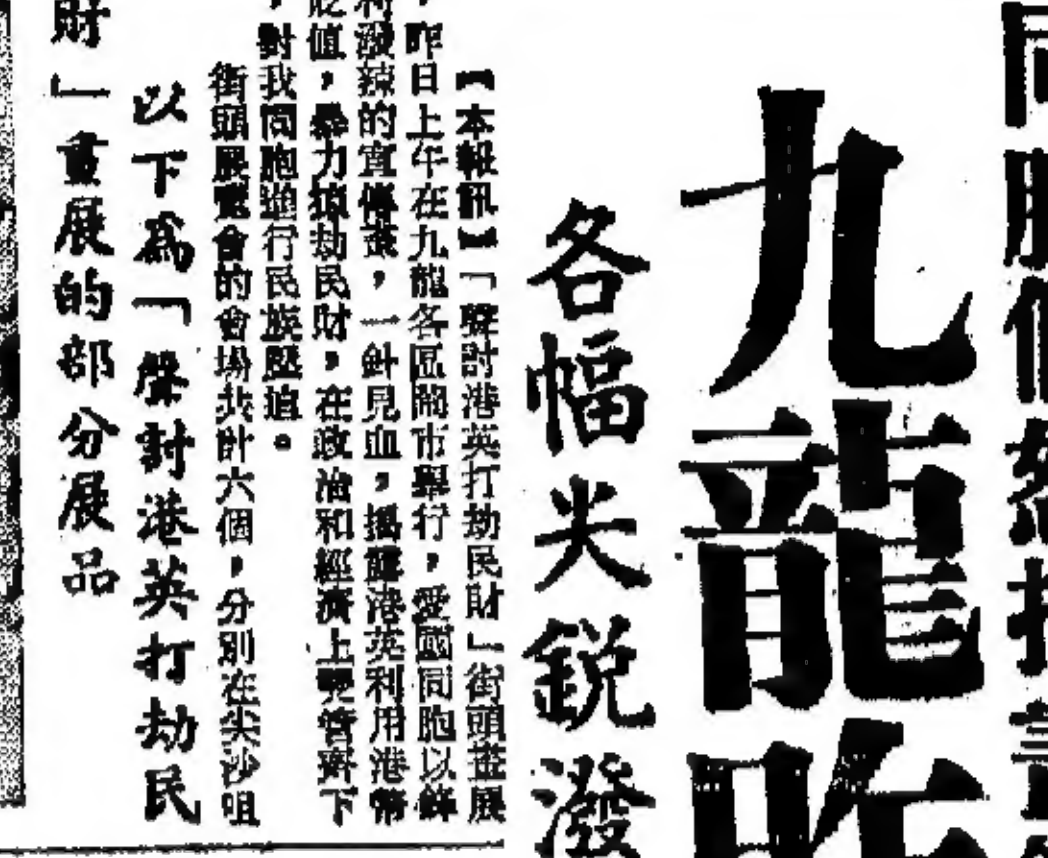 九龍昨
各幅尖銳潑
【本報訊】「聲討港英打劫民財」街頭畫展
，昨日上午在九龍各區鬧市舉行，愛國同胞以鋒
利潑辣的宣傳畫，一針見血，揭露港英利用港幣
貶值，暴力搶劫民財，在政治和經濟上雙管齊下
，對我同胞進行民族壓迫。
街頭展覽會的會場共計六個，分別在尖沙咀
以下爲「聲討港英打劫民
財」畫展的部分展品